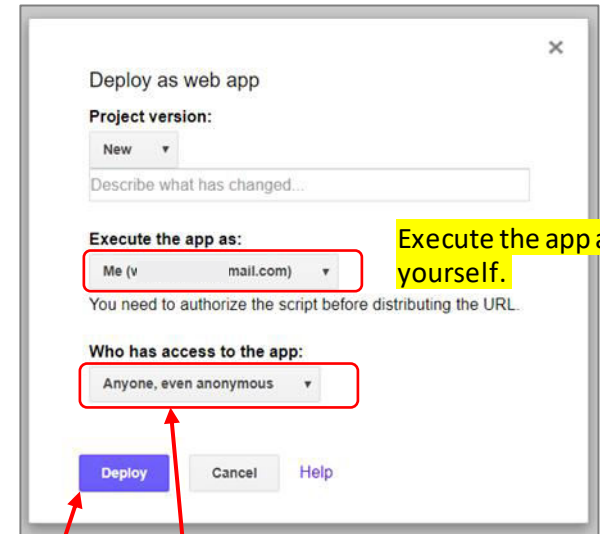 Deploy as web app
Project version:
New
Describe what has changed...
Execute the app as:
Execute the app a
yourself.
Me (v mail.com)
You need to authorize the script before distributing the URL.
Who has access to the app:
Anyone, even anonymous
Deploy Cancel Help